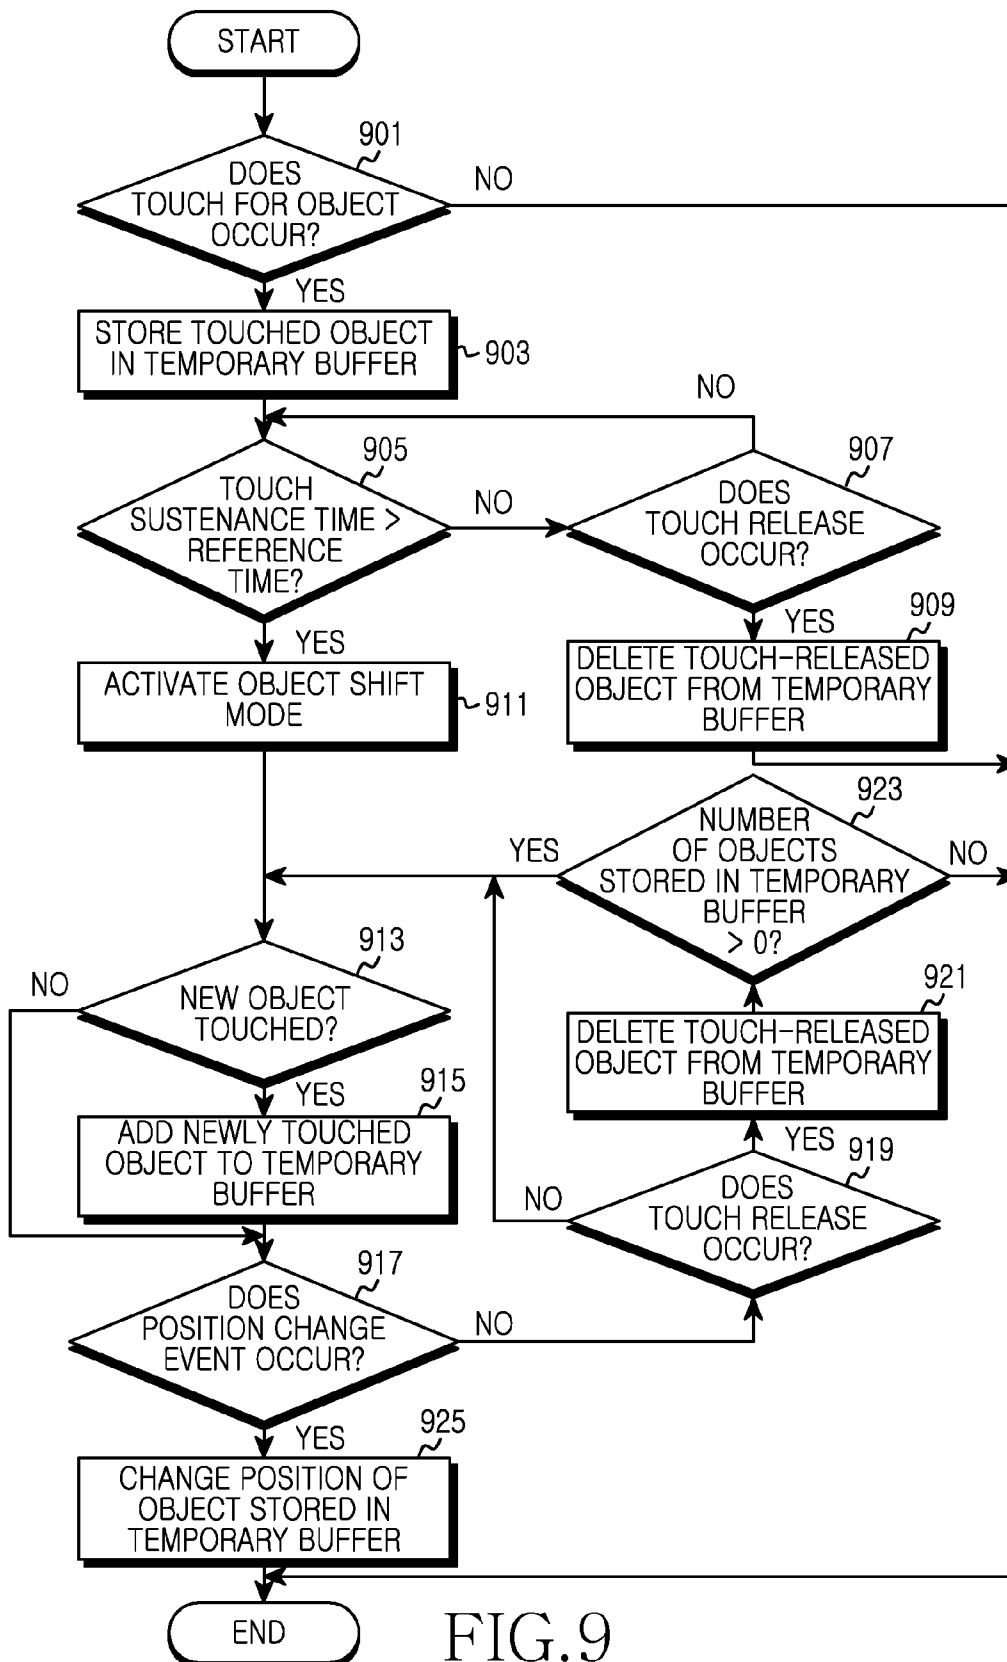 START
901
DOES
TOUCH FOR OBJECT
OCCUR?
NO
YES
STORE TOUCHED OBJECT
IN TEMPORARY BUFFER
903
NO
905
TOUCH
SUSTENANCE TIME >
REFERENCE
TIME?
NO
907
DOES
TOUCH RELEASE
OCCUR?
YES
YES
909
ACTIVATE OBJECT SHIFT
MODE
911
DELETE TOUCH-RELEASED
OBJECT FROM TEMPORARY
BUFFER
923
NUMBER
OF OBJECTS
STORED IN TEMPORARY
BUFFER
> 0?
YES
NO
913
NEW OBJECT
TOUCHED?
NO
921
DELETE TOUCH-RELEASED
OBJECT FROM TEMPORARY
BUFFER
YES
915
ADD NEWLY TOUCHED
OBJECT TO TEMPORARY
BUFFER
YES
919
DOES
TOUCH RELEASE
OCCUR?
NO
917
DOES
POSITION CHANGE
EVENT OCCUR?
NO
YES
925
CHANGE POSITION OF
OBJECT STORED IN
TEMPORARY BUFFER
END
FIG.9